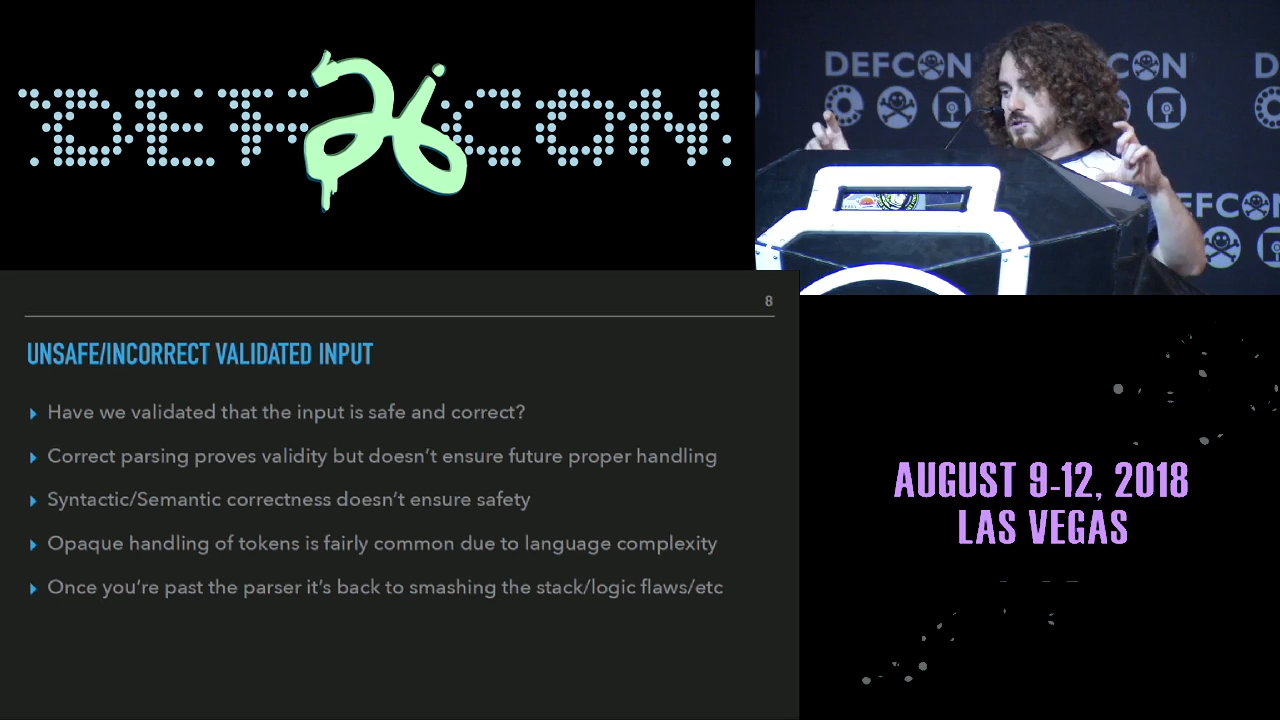 DEF 26 CON
DEFCON
CON
D
EFCON
8
UNSAFE/INCORRECT VALIDATED INPUT
Have we validated that the input is safe and correct?
Correct parsing proves validity but doesn't ensure future proper handling
Syntactic/Semantic correctness doesn't ensure safety
Opaque handling of tokens is fairly common due to language complexity
Once you're past the parser it's back to smashing the stack/logic flaws/etc
AUGUST 9-12, 2018
LAS VEGAS